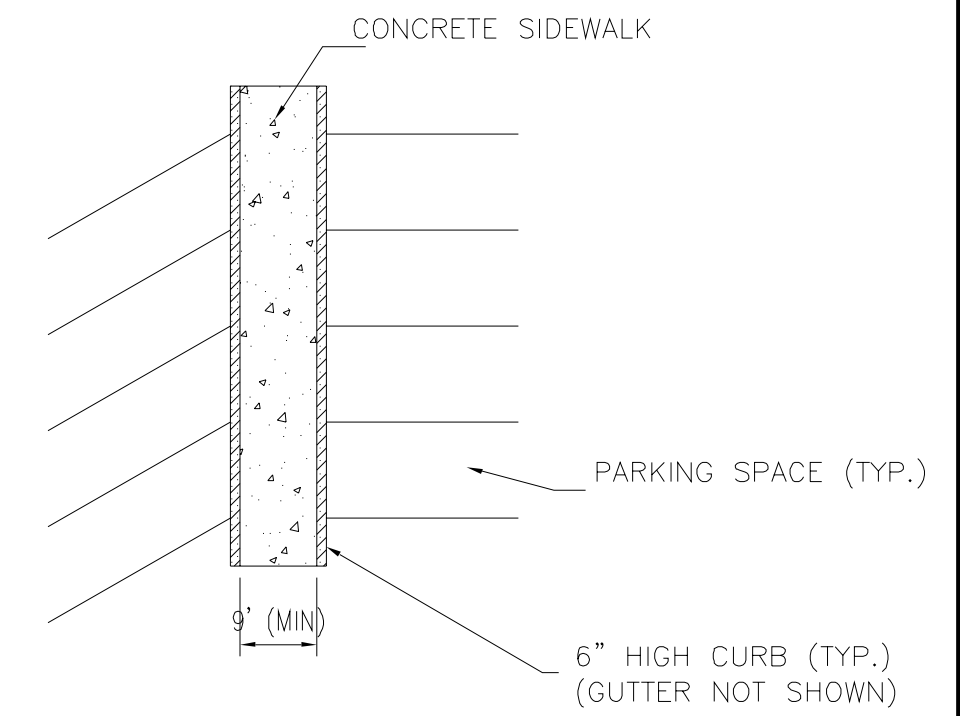 CONCRETE SIDEWALK
PARKING SPACE (TYP.)
9' (MIN)
6" HIGH CURB (TYP.)
(GUTTER NOT SHOWN)